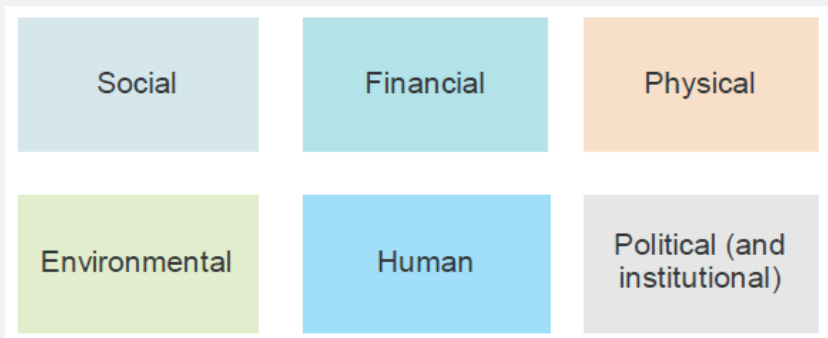 Social
Financial
Physical
Environmental
Human
Political (and
institutional)